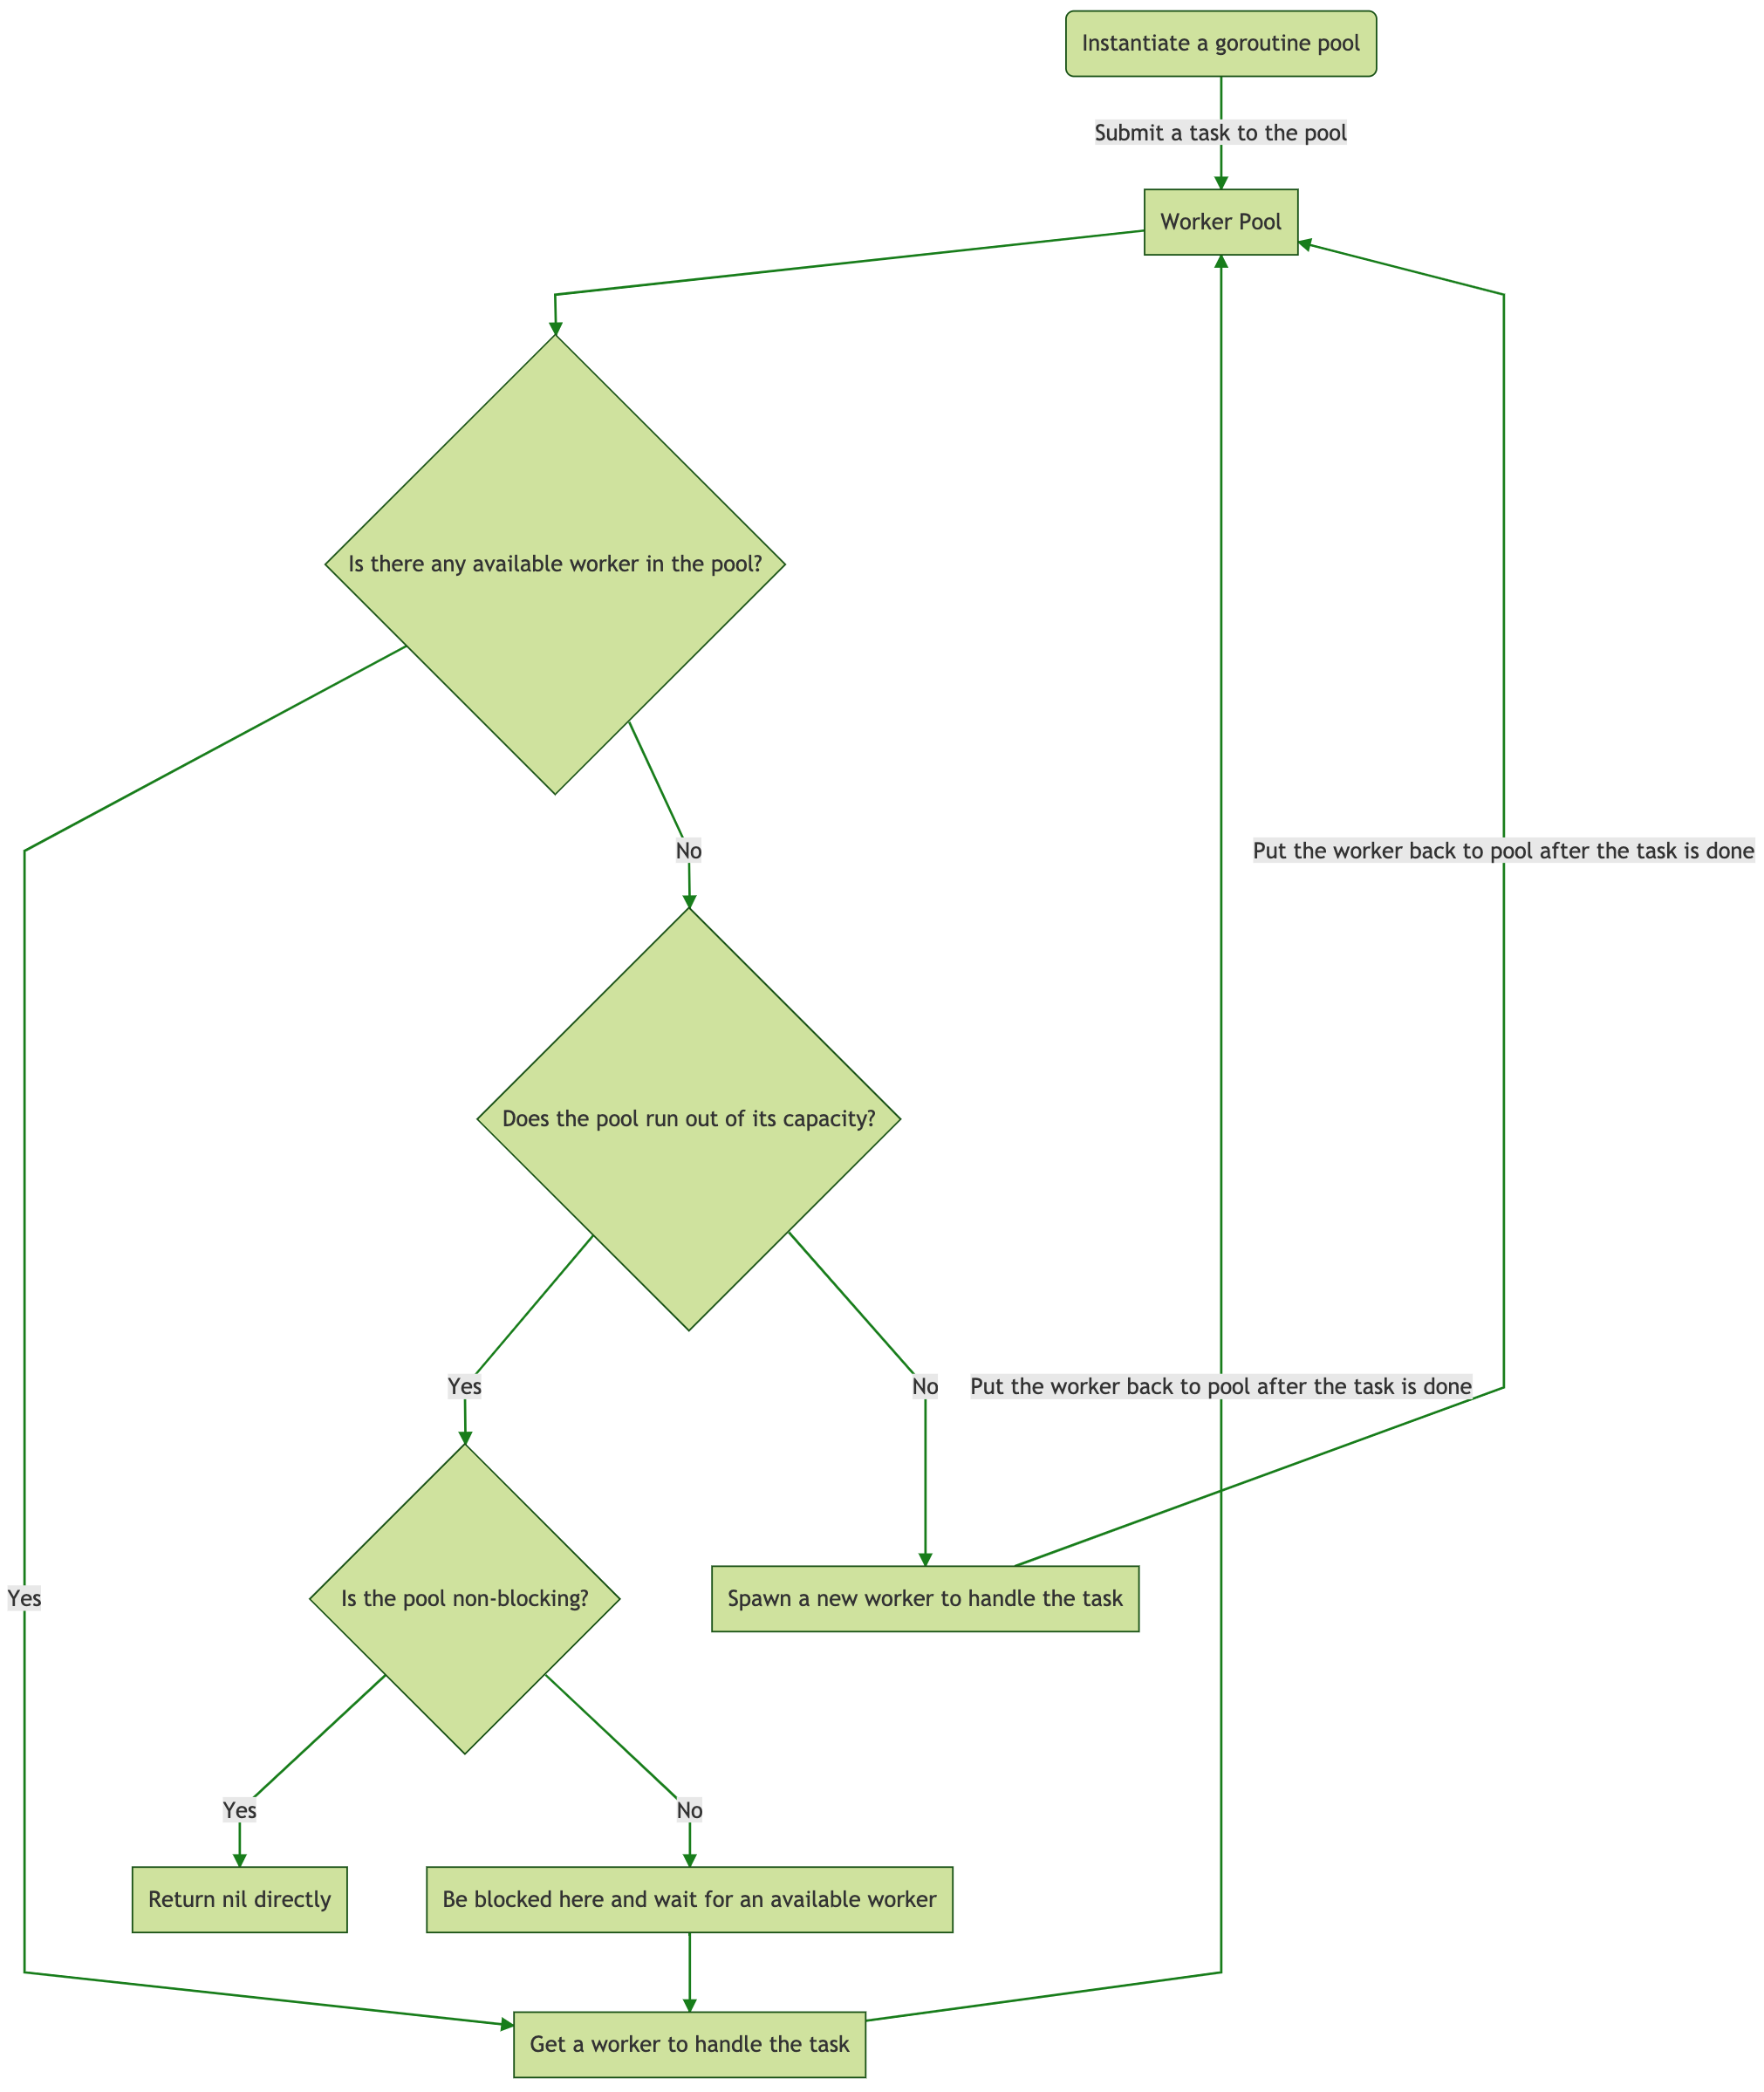 Instantiate a goroutine pool
Submit a task to the pool
Worker Pool
Is there any available worker in the pool?
No
Put the worker back to pool after the task is done
Does the pool run out of its capacity?
Yes
No
Put the worker back to pool after the task is done
Yes
Is the pool non-blocking?
Spawn a new worker to handle the task
Yes
No
Return nil directly
Be blocked here and wait for an available worker
Get a worker to handle the task